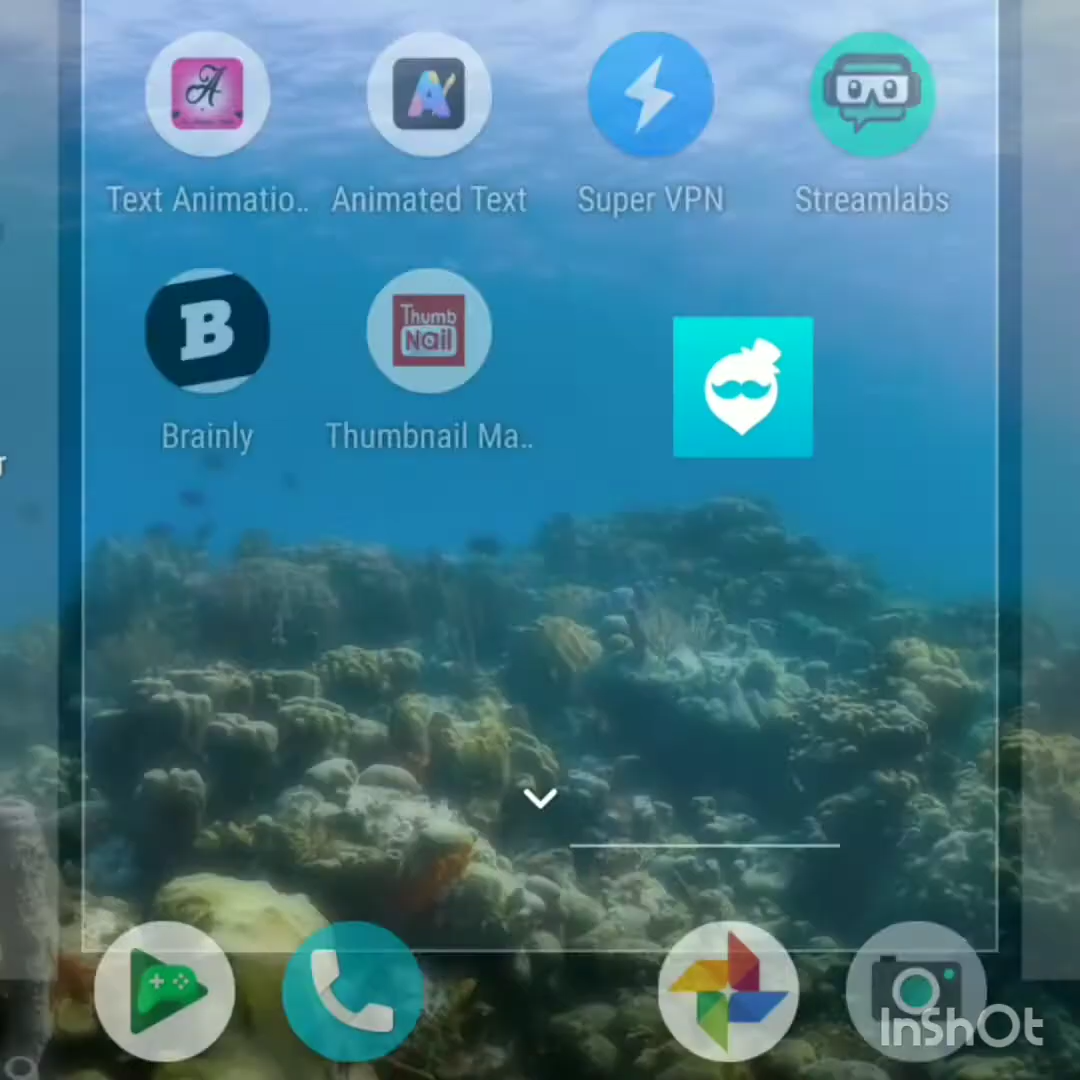 Text Animatio..
Animated Text
Super VPN
Streamlabs
B
Thumb
Nail
Brainly
Thumbnail Ma..
r
InShOt